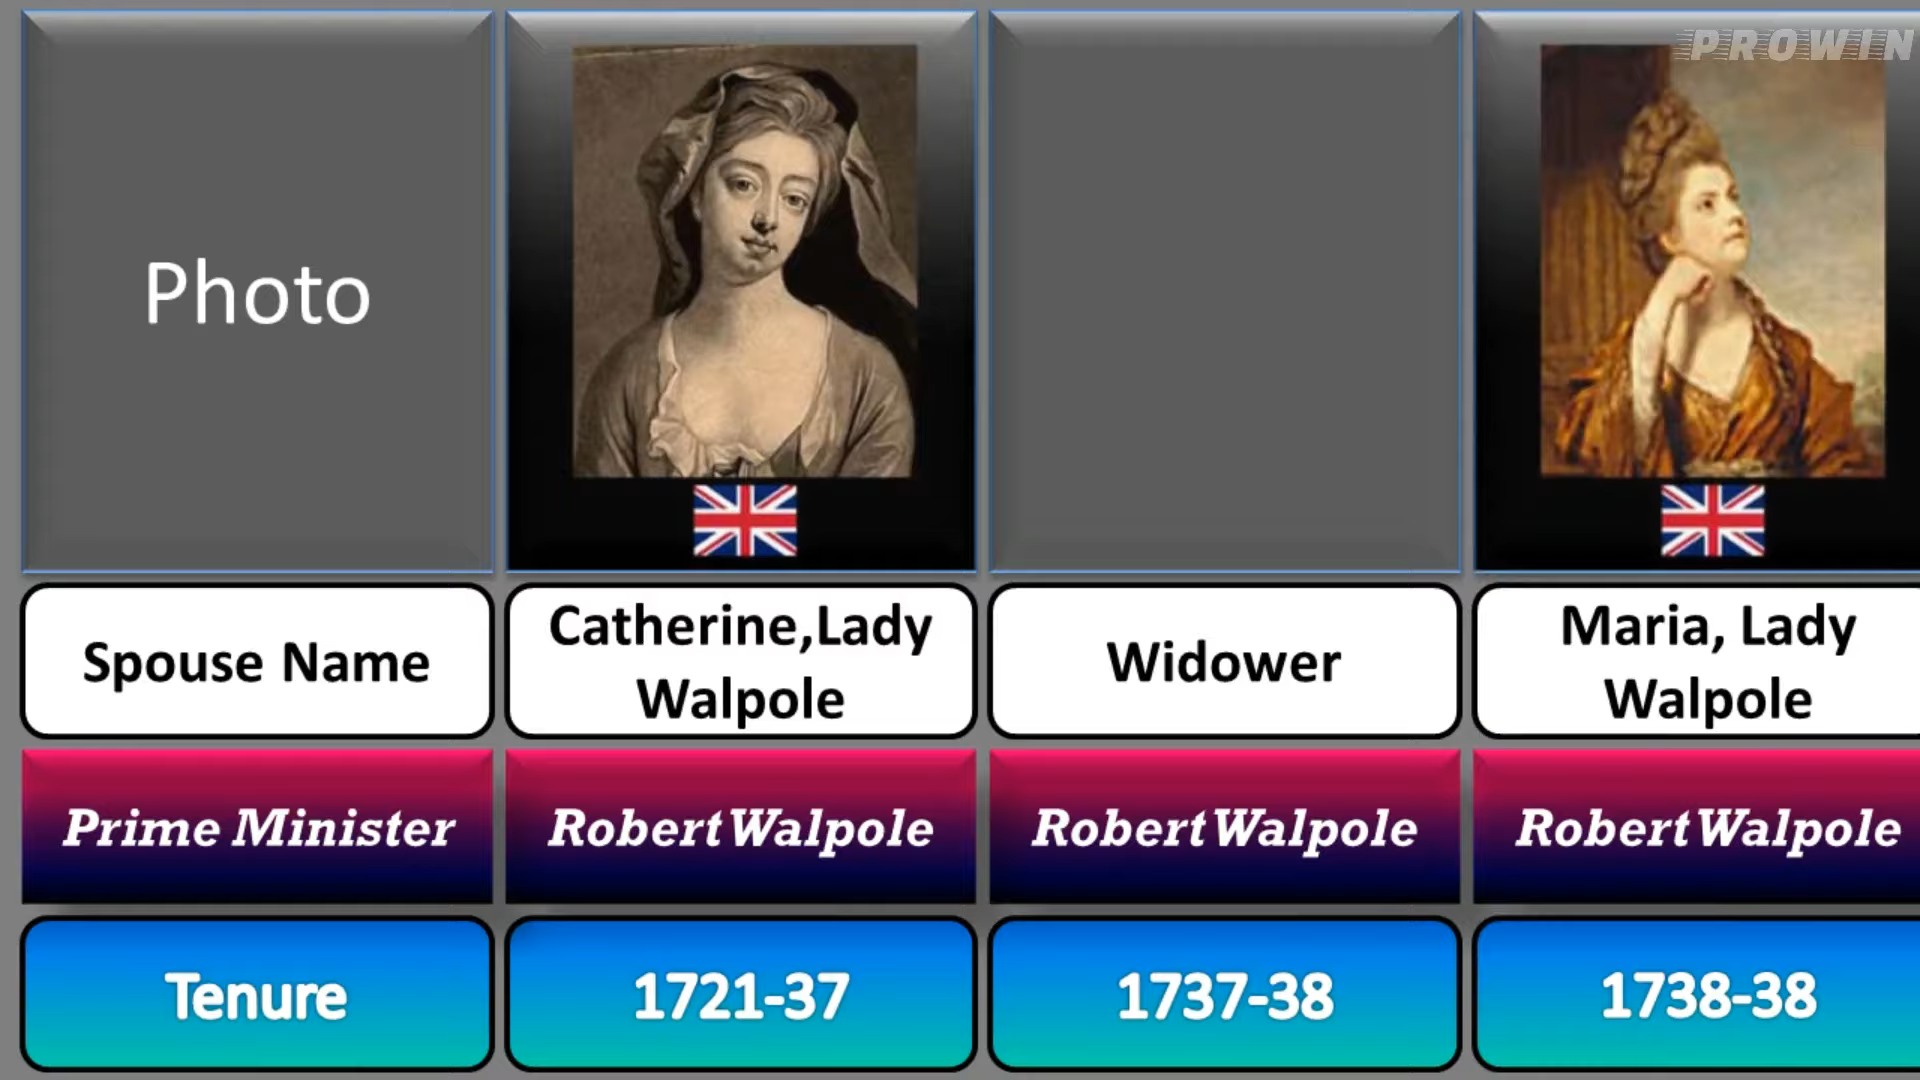 PROWIN
Photo
Spouse Name
Catherine,Lady
Walpole
Widower
Maria, Lady
Walpole
Prime Minister
Robert Walpole
Robert Walpole
Robert Walpole
Tenure
1721-37
1737-38
1738-38